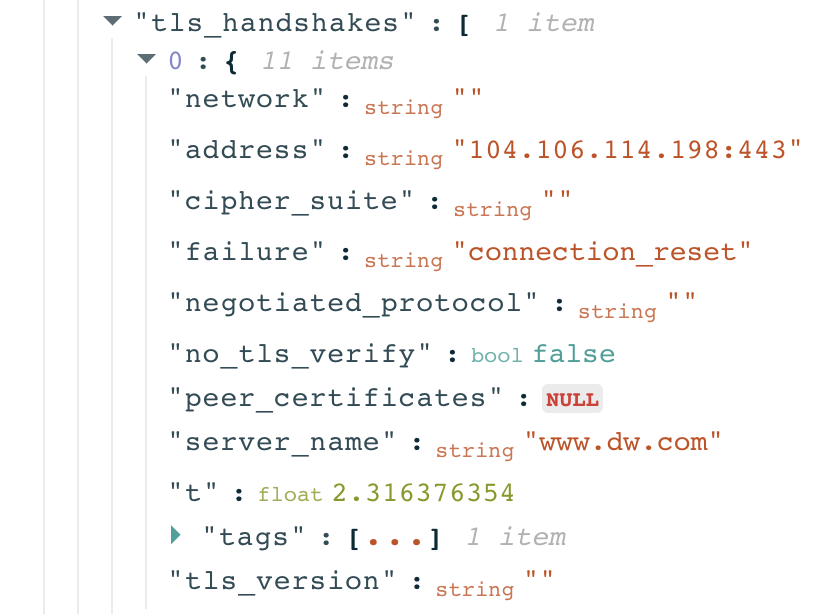 "tls_handshakes" : [ 1 item
0 : { 11 items
"network" : string ""
"address" : string "104.106.114.198:443"
"cipher_suite" : string ""
"failure" : string "connection_reset"
"negotiated_protocol" : string ""
"no_tls_verify" : bool false
"peer_certificates" : NULL
"server_name" : string "www.dw.com"
"t" : float 2.316376354
"tags" : [...] 1 item
"tls_version" : string ""